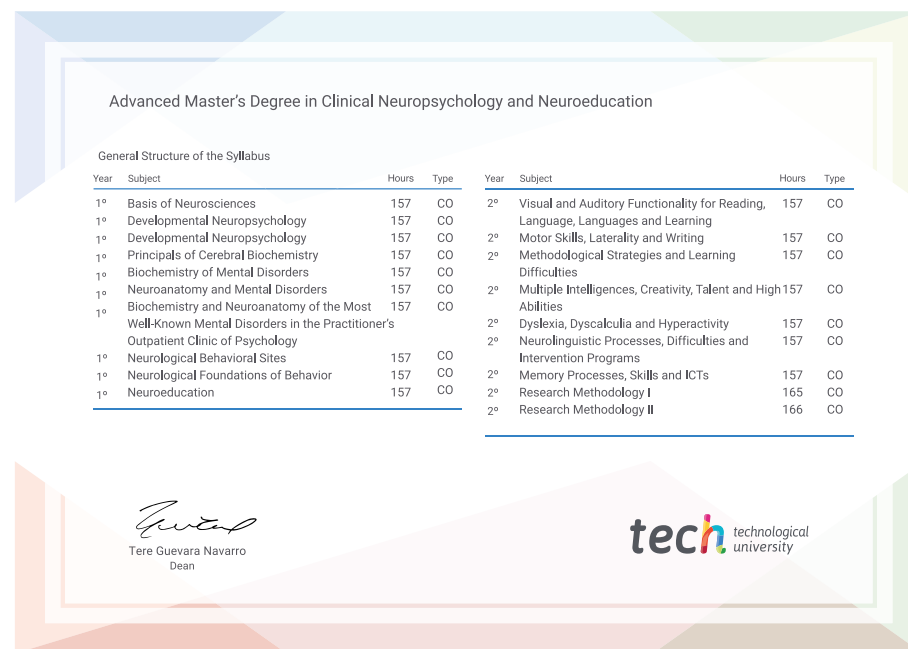 Advanced Master's Degree in Clinical Neuropsychology and Neuroeducation
General Structure of the Syllabus
Year Subject Hours Type
1º Basis of Neurosciences 157 CO
1º Developmental Neuropsychology 157 CO
1º Developmental Neuropsychology 157 CO
1º Principals of Cerebral Biochemistry 157 CO
1º Biochemistry of Mental Disorders 157 CO
1º Neuroanatomy and Mental Disorders 157 CO
1º Biochemistry and Neuroanatomy of the Most 157 CO
Well-Known Mental Disorders in the Practitioner's
Outpatient Clinic of Psychology
1º Neurological Behavioral Sites 157 CO
1º Neurological Foundations of Behavior 157 CO
1º Neuroeducation 157 CO
Year Subject Hours Type
2º Visual and Auditory Functionality for Reading, 157 CO
Language, Languages and Learning
2º Motor Skills, Laterality and Writing 157 CO
2º Methodological Strategies and Learning 157 CO
Difficulties
2º Multiple Intelligences, Creativity, Talent and High 157 CO
Abilities
2º Dyslexia, Dyscalculia and Hyperactivity 157 CO
2º Neurolinguistic Processes, Difficulties and 157 CO
Intervention Programs
2º Memory Processes, Skills and ICTs 157 CO
2º Research Methodology I 165 CO
2º Research Methodology II 166 CO
Tere Guevara Navarro
Dean
tech technological
university